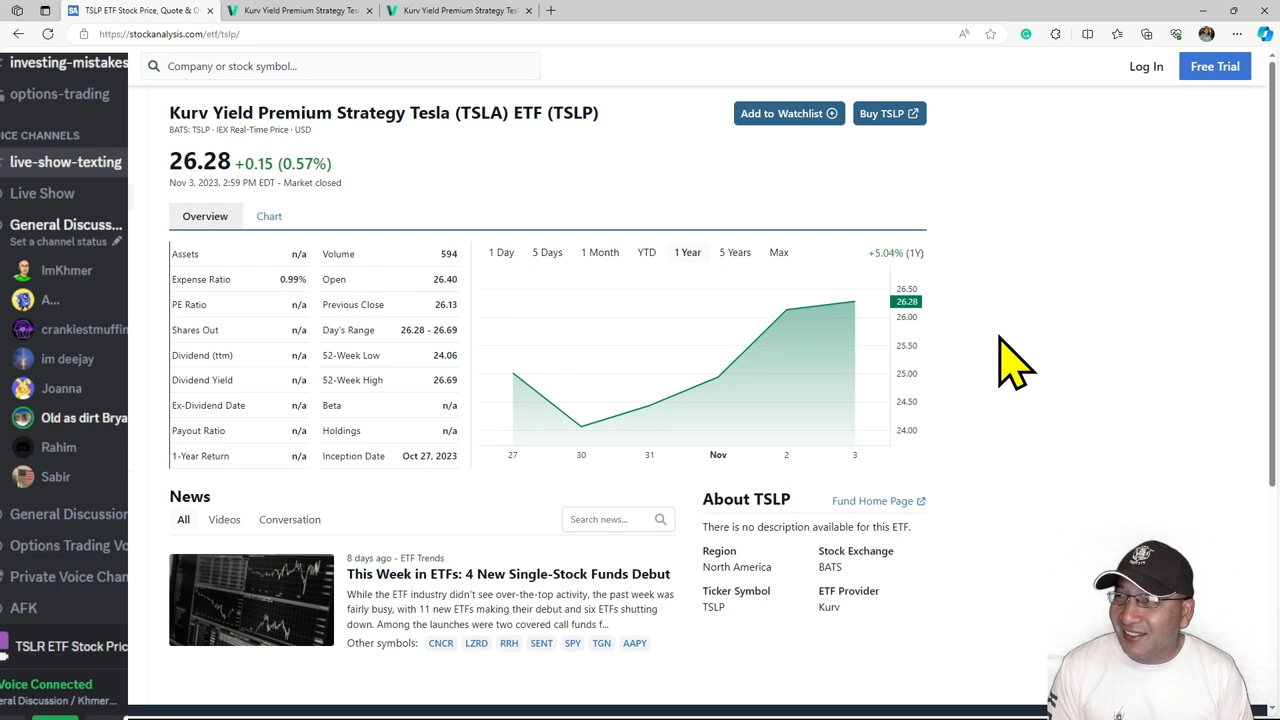 TSLP ETF Stock Price, Quote & O
Kurv Yield Premium Strategy Tesl
Kurv Yield Premium Strategy Tesla
https://stockanalysis.com/etf/tslp/
investing-mistakes
options-trading
OICE CHANNELS
live-show-texting
Live Show
General Discuss...
Set a channel status
ImKhmer
A...
crankiestmuffin
im deejay
Joanna
Old as dirt Brya
Rahim
Sabir
General Discussion
Options Trading Vo
Private Voice Chan
AFK
TSLA ETF Stock An
Voice Connected
Company or stock symbol...
Log In
Free Trial
Kurv Yield Premium Strategy Tesla (TSLA) ETF (TSLP)
Add to Watchlist
Buy TSLP
BATS: TSLP · IEX Real-Time Price · USD
26.28 +0.15 (0.57%)
Nov 3, 2023, 2:59 PM EDT - Market closed
Overview
Chart
Assets n/a Volume 594
Expense Ratio 0.99% Open 26.40
PE Ratio n/a Previous Close 26.13
Shares Out n/a Day's Range 26.28 - 26.69
Dividend (ttm) n/a 52-Week Low 24.06
Dividend Yield n/a 52-Week High 26.69
Ex-Dividend Date n/a Beta n/a
Payout Ratio n/a Holdings n/a
1-Year Return n/a Inception Date Oct 27, 2023
1 Day 5 Days 1 Month YTD 1 Year 5 Years Max +5.04% (1Y)
26.50
26.28
26.00
25.50
25.00
24.50
24.00
27 30 31 Nov 2 3
News
All Videos Conversation
Search news...
8 days ago - ETF Trends
This Week in ETFs: 4 New Single-Stock Funds Debut
While the ETF industry didn't see over-the-top activity, the past week was
fairly busy, with 11 new ETFs making their debut and six ETFs shutting
down. Among the launches were two covered call funds f...
Other symbols: CNCR LZRD RRH SENT SPY TGN AAPY
About TSLP
Fund Home Page
There is no description available for this ETF.
Region
North America
Stock Exchange
BATS
Ticker Symbol
TSLP
ETF Provider
Kurv